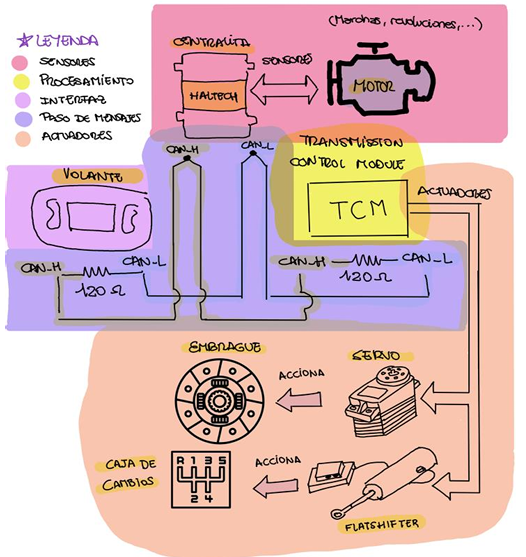 ★ LEYENDA
SENSORES
PROCESAMIENTO
INTERFAZ
PASO DE MENSAJES
ACTUADORES
(Marchas, revoluciones,...)
CENTRALITA
SENSORES
HALTECH
MOTOR
CAN_H
CAN_L
TRANSMISSION
CONTROL MODULE
TCM
ACTUADORES
VOLANTE
CAN_H
CAN_L
120 Ω
CAN_H
CAN_L
120 Ω
EMBRAGUE
ACCIONA
SERVO
CAJA DE
CAMBIOS
R 1 3 5
2 4
ACCIONA
FLATSHIFTER